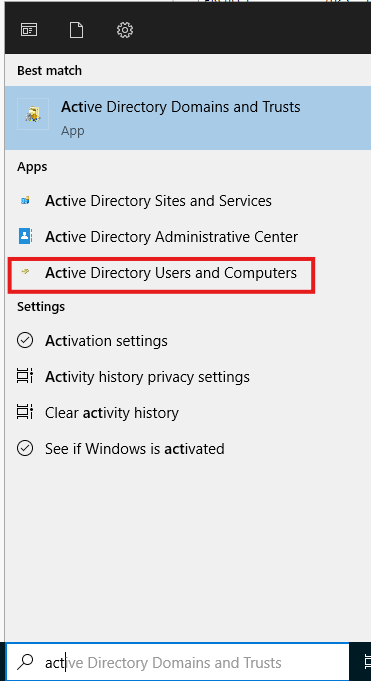 Best match
Active Directory Domains and Trusts
App
Apps
Active Directory Sites and Services
Active Directory Administrative Center
Active Directory Users and Computers
Settings
Activation settings
Activity history privacy settings
Clear activity history
See if Windows is activated
active Directory Domains and Trusts